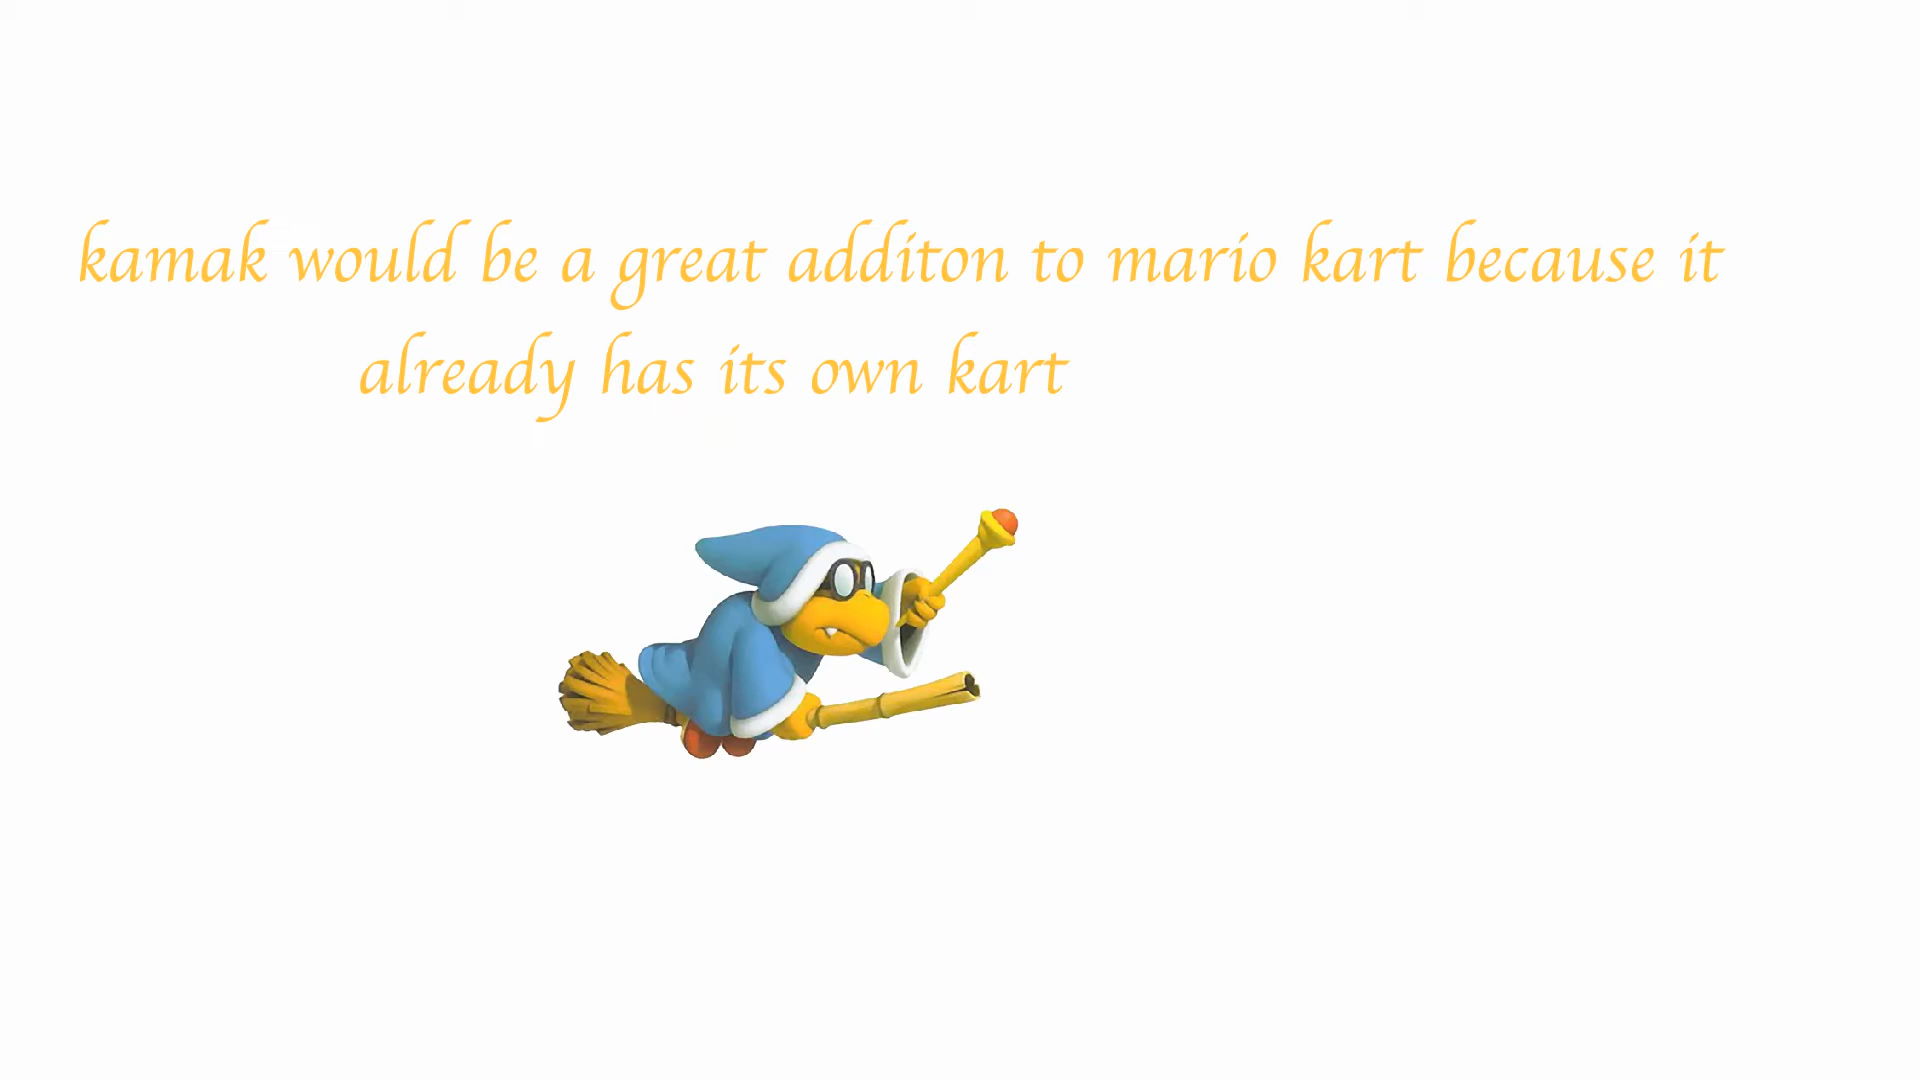 kamak would be a great additon to mario kart because it
already has its own kart